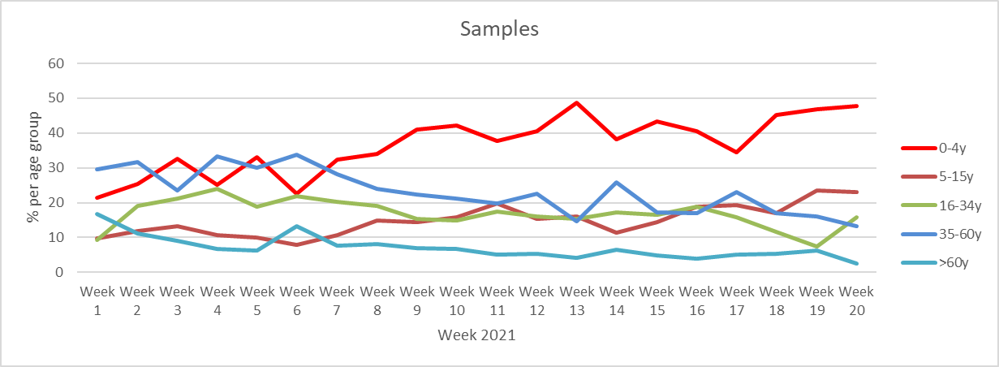 Samples
% per age group
60
50
40
30
20
10
0
Week 1
Week 2
Week 3
Week 4
Week 5
Week 6
Week 7
Week 8
Week 9
Week 10
Week 11
Week 12
Week 13
Week 14
Week 15
Week 16
Week 17
Week 18
Week 19
Week 20
Week 2021
0-4y
5-15y
16-34y
35-60y
>60y